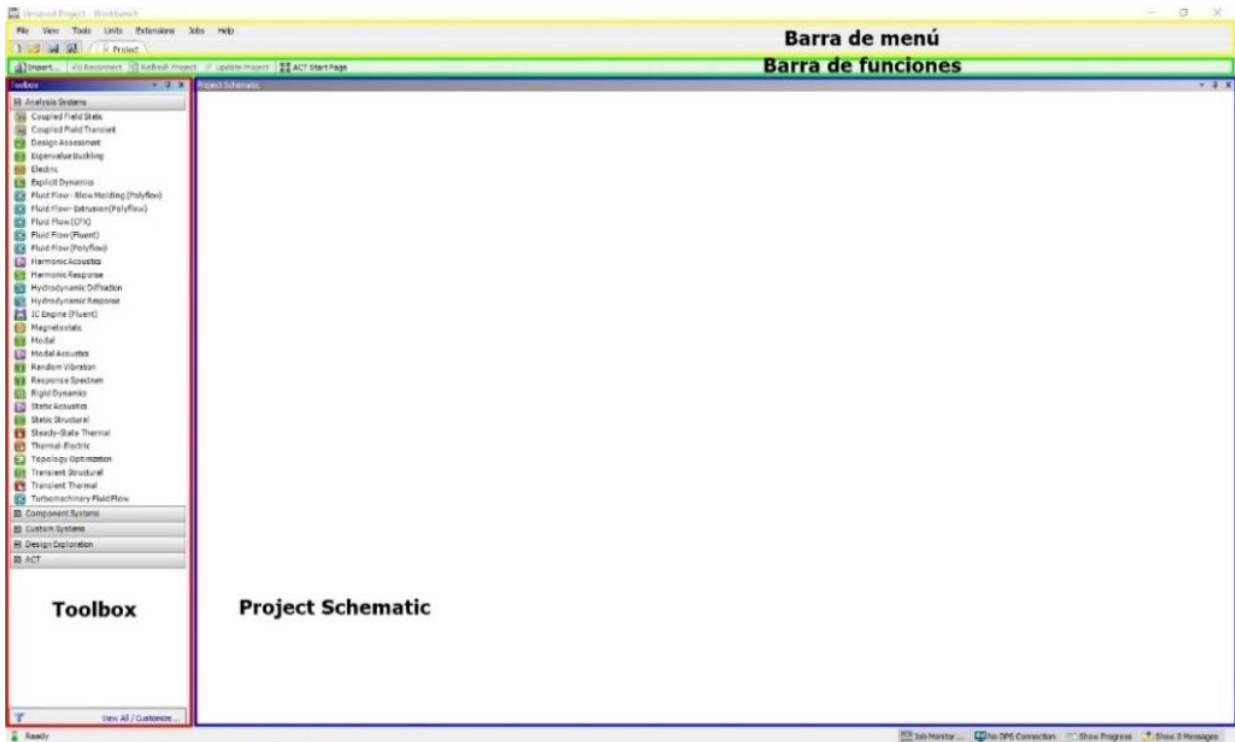 Unsaved Project - Workbench
File View Tools Units Extensions Jobs Help
Barra de menú
Project
Import... Reconnect Refresh Project Update Project ACT Start Page
Barra de funciones
Toolbox
Project Schematic
Analysis Systems
Coupled Field Static
Coupled Field Transient
Design Assessment
Eigenvalue Buckling
Electric
Explicit Dynamics
Fluid Flow - Blow Molding (Polyflow)
Fluid Flow - Extrusion (Polyflow)
Fluid Flow (CFX)
Fluid Flow (Fluent)
Fluid Flow (Polyflow)
Harmonic Acoustics
Harmonic Response
Hydrodynamic Diffraction
Hydrodynamic Response
IC Engine (Fluent)
Magnetostatic
Modal
Modal Acoustics
Random Vibration
Response Spectrum
Rigid Dynamics
Static Acoustics
Static Structural
Steady-State Thermal
Thermal-Electric
Topology Optimization
Transient Structural
Transient Thermal
Turbomachinery Fluid Flow
Component Systems
Custom Systems
Design Exploration
ACT
Toolbox
Project Schematic
View All / Customize...
Ready
Job Monitor... No DPS Connection Show Progress Show 0 Messages